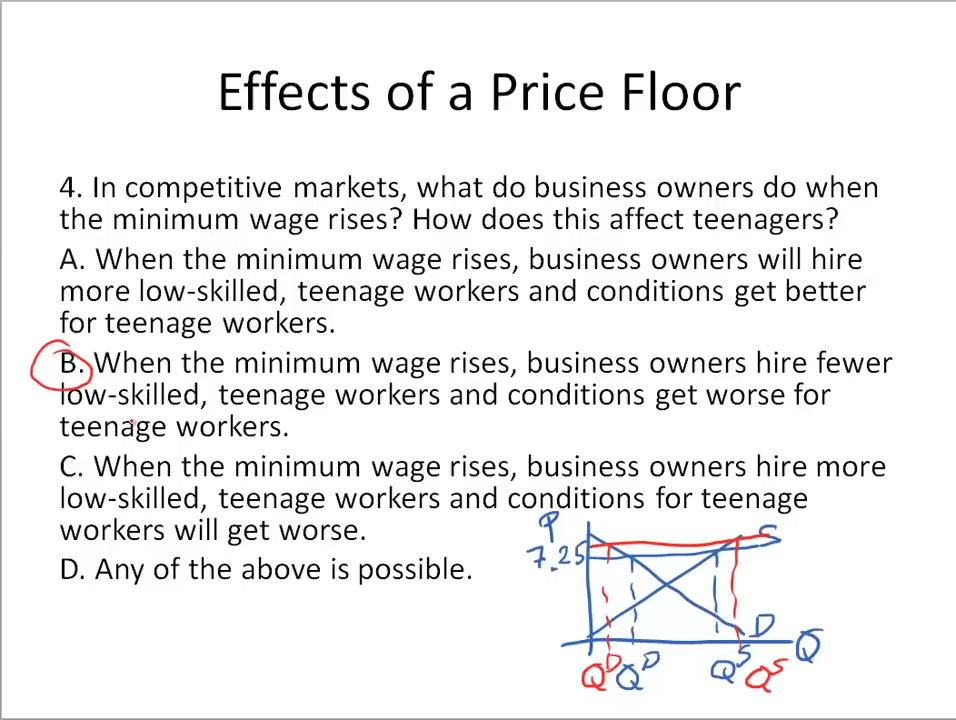 Effects of a Price Floor
4. In competitive markets, what do business owners do when
the minimum wage rises? How does this affect teenagers?
A. When the minimum wage rises, business owners will hire
more low-skilled, teenage workers and conditions get better
for teenage workers.
B. When the minimum wage rises, business owners hire fewer
low-skilled, teenage workers and conditions get worse for
teenage workers.
C. When the minimum wage rises, business owners hire more
low-skilled, teenage workers and conditions for teenage
workers will get worse.
D. Any of the above is possible.
P
S
7.25
D
Q
Q^D Q^D Q^S Q^S